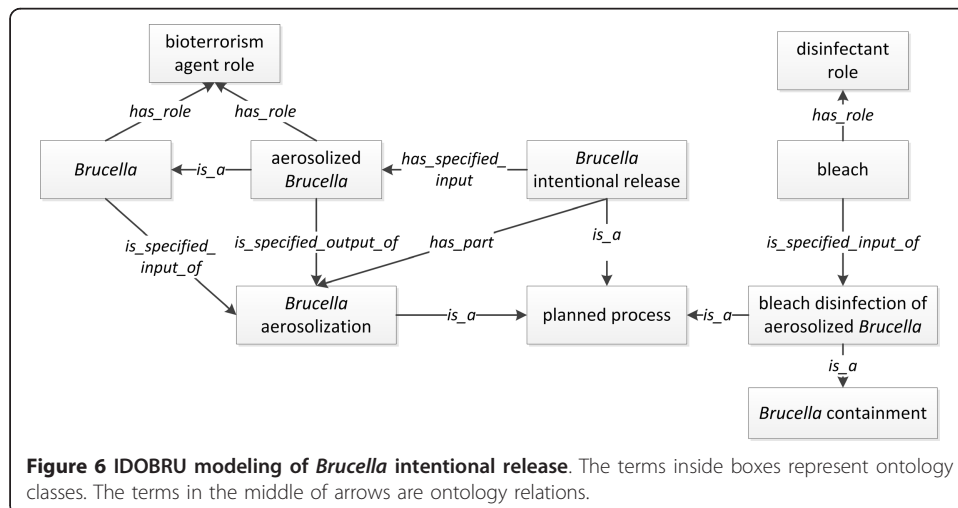 bioterrorism
agent role
disinfectant
role
has_role
has_role
has_role
Brucella
is_a
aerosolized
Brucella
has_specified_
input
Brucella
intentional release
bleach
is_specified_
input_of
is_specified_output_of
has_part
is_a
is_specified_input_of
Brucella
aerosolization
is_a
planned process
is_a
bleach disinfection of
aerosolized Brucella
is_a
Brucella containment
Figure 6 IDOBRU modeling of Brucella intentional release. The terms inside boxes represent ontology
classes. The terms in the middle of arrows are ontology relations.